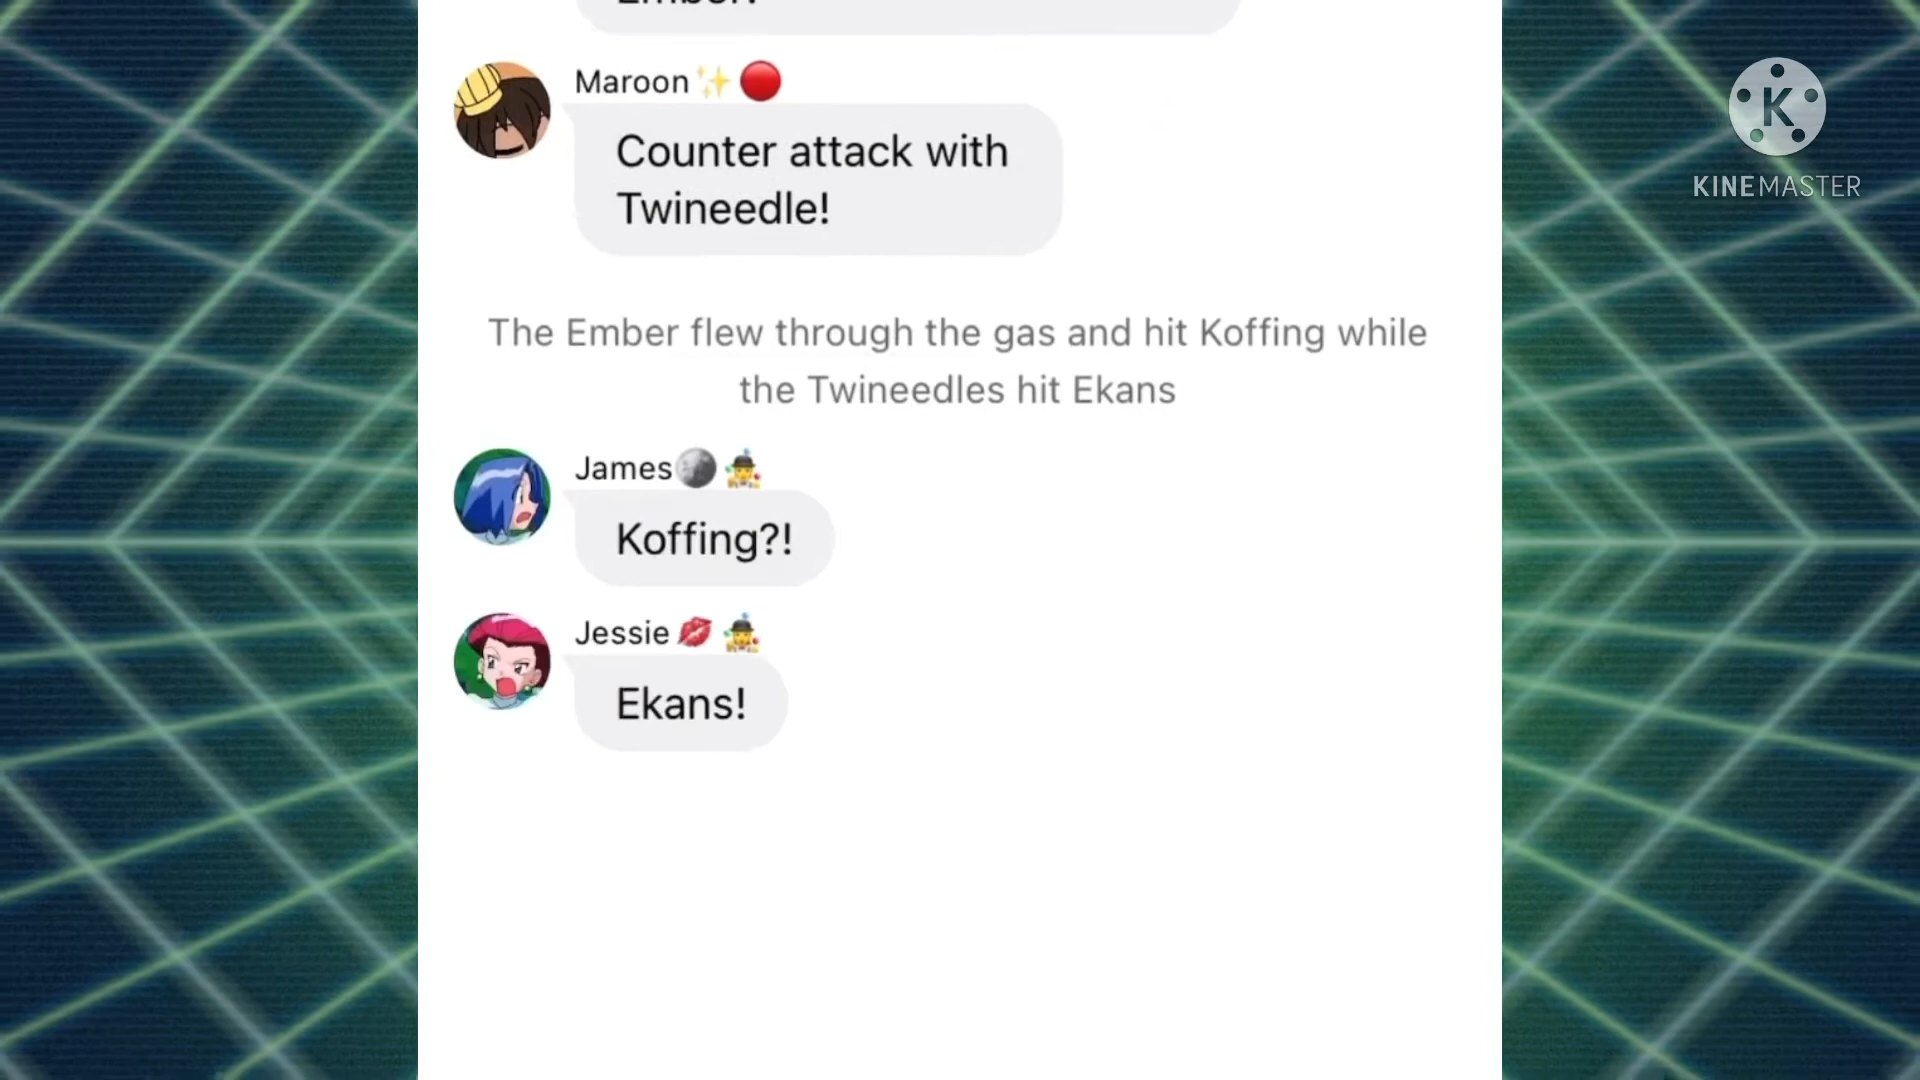 Ember!
Maroon✨🔴
Counter attack with
Twineedle!
The Ember flew through the gas and hit Koffing while
the Twineedles hit Ekans
James
Koffing?!
Jessie💋
Ekans!
K
KINEMASTER